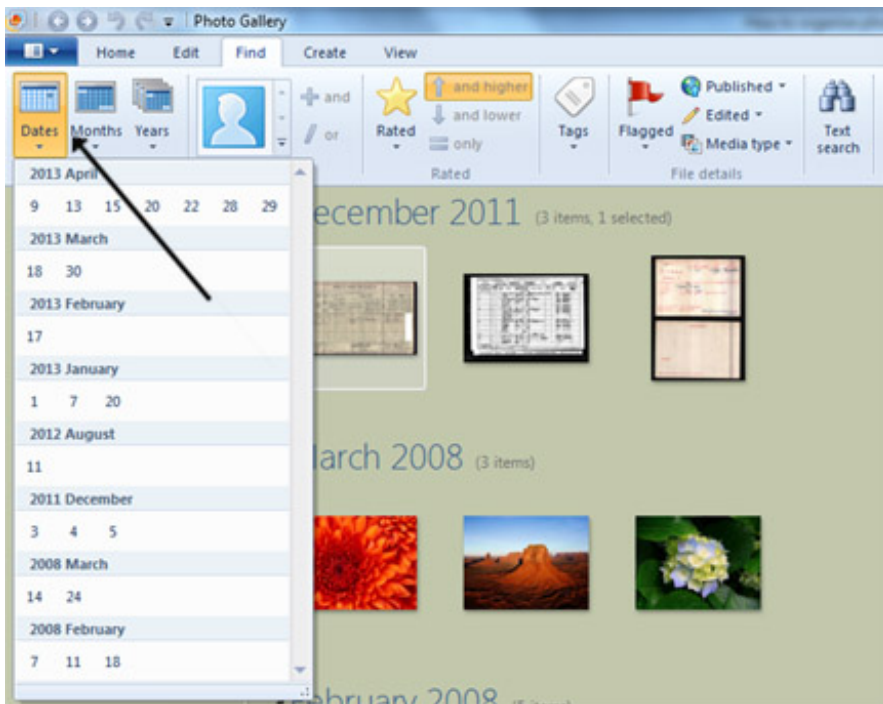 Photo Gallery
Home Edit Find Create View
Dates Months Years
and
or
Rated
and higher
and lower
only
Tags
Flagged
Published
Edited
Media type
Text search
Rated
File details
2013 April
9 13 15 20 22 28 29
2013 March
18 30
2013 February
17
2013 January
1 7 20
2012 August
11
2011 December
3 4 5
2008 March
14 24
2008 February
7 11 18
ecember 2011 (3 items, 1 selected)
arch 2008 (3 items)
ebruary 2008